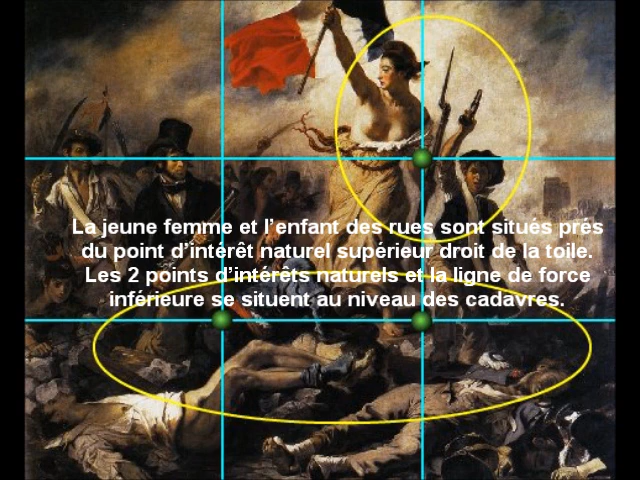 La jeune femme et l’enfant des rues sont situés prés
du point d’intérêt naturel supérieur droit de la toile.
Les 2 points d’intérêts naturels et la ligne de force
inférieure se situent au niveau des cadavres.